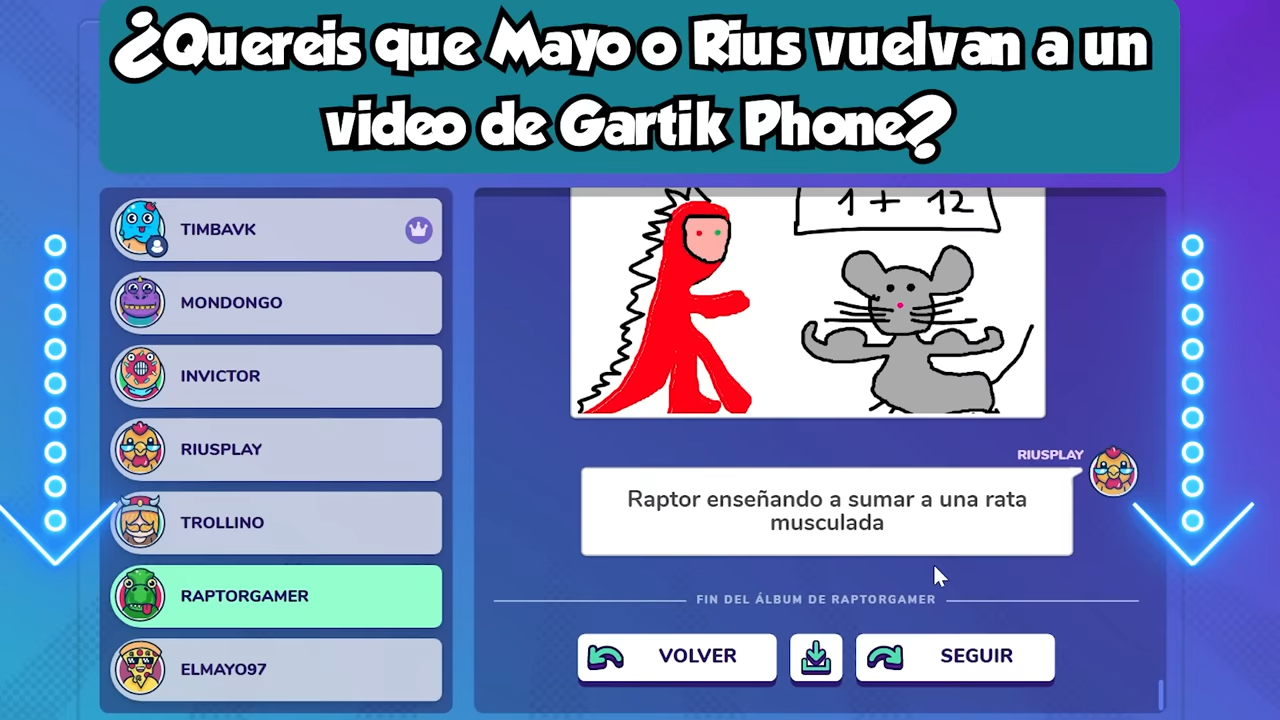 ¿Quereis que Mayo o Rius vuelvan a un
video de Gartik Phone?
TIMBAVK
MONDONGO
INVICTOR
RIUSPLAY
TROLLINO
RAPTORGAMER
ELMAYO97
1 + 12
RIUSPLAY
Raptor enseñando a sumar a una rata
musculada
FIN DEL ÁLBUM DE RAPTORGAMER
VOLVER
SEGUIR